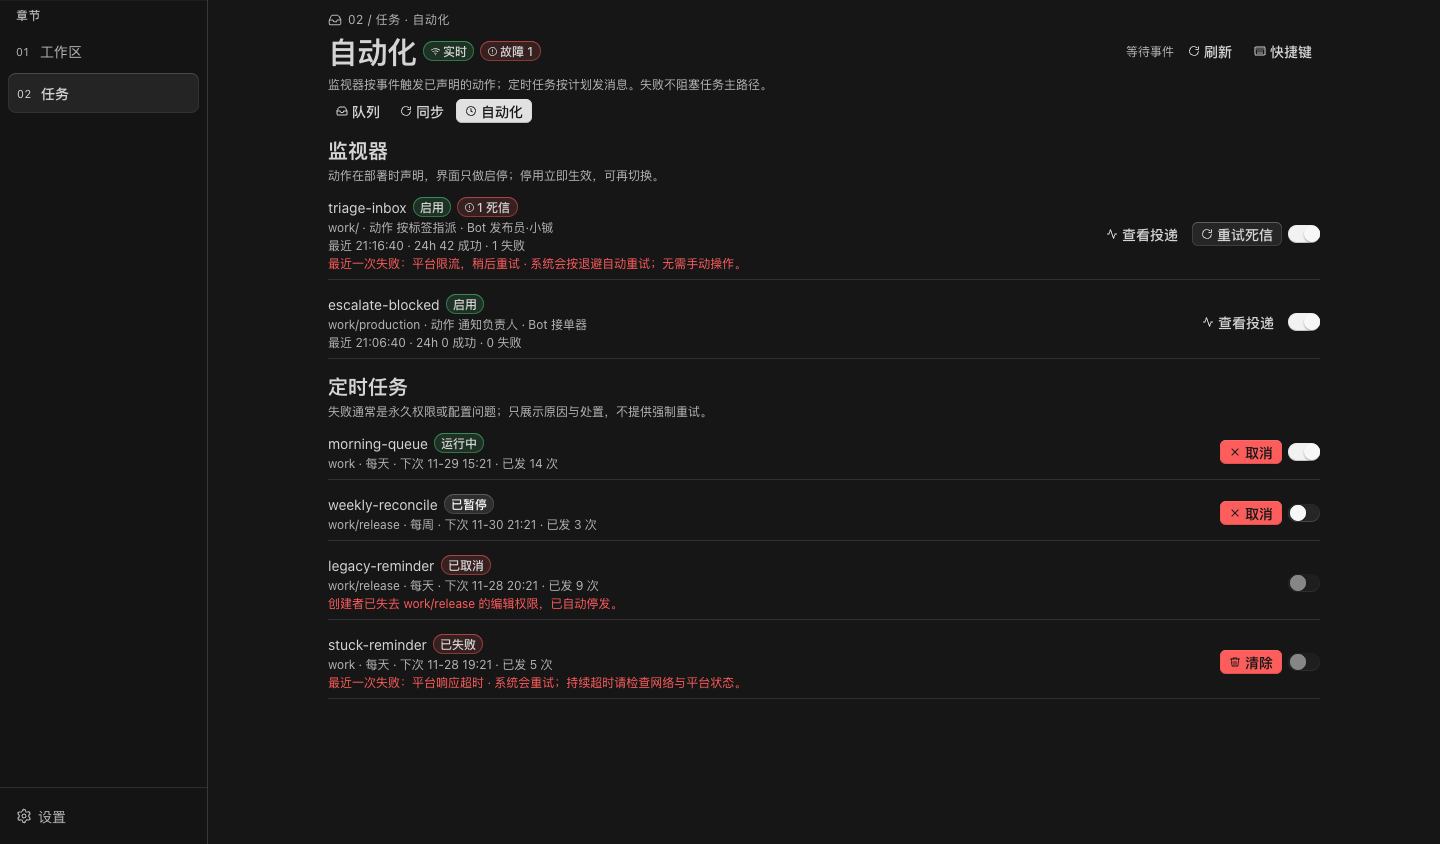 章节
01 工作区
02 任务
设置
02 / 任务 · 自动化
自动化 实时 故障 1
等待事件 刷新 快捷键
监视器按事件触发已声明的动作；定时任务按计划发消息。失败不阻塞任务主路径。
队列 同步 自动化
监视器
动作在部署时声明，界面只做启停；停用立即生效，可再切换。
triage-inbox 启用 1 死信
work/ · 动作 按标签指派 · Bot 发布员·小钺
最近 21:16:40 · 24h 42 成功 · 1 失败
最近一次失败：平台限流，稍后重试 · 系统会按退避自动重试；无需手动操作。
查看投递 重试死信
escalate-blocked 启用
work/production · 动作 通知负责人 · Bot 接单器
最近 21:06:40 · 24h 0 成功 · 0 失败
查看投递
定时任务
失败通常是永久权限或配置问题；只展示原因与处置，不提供强制重试。
morning-queue 运行中
work · 每天 · 下次 11-29 15:21 · 已发 14 次
取消
weekly-reconcile 已暂停
work/release · 每周 · 下次 11-30 21:21 · 已发 3 次
取消
legacy-reminder 已取消
work/release · 每天 · 下次 11-28 20:21 · 已发 9 次
创建者已失去 work/release 的编辑权限，已自动停发。
stuck-reminder 已失败
work · 每天 · 下次 11-28 19:21 · 已发 5 次
最近一次失败：平台响应超时 · 系统会重试；持续超时请检查网络与平台状态。
清除